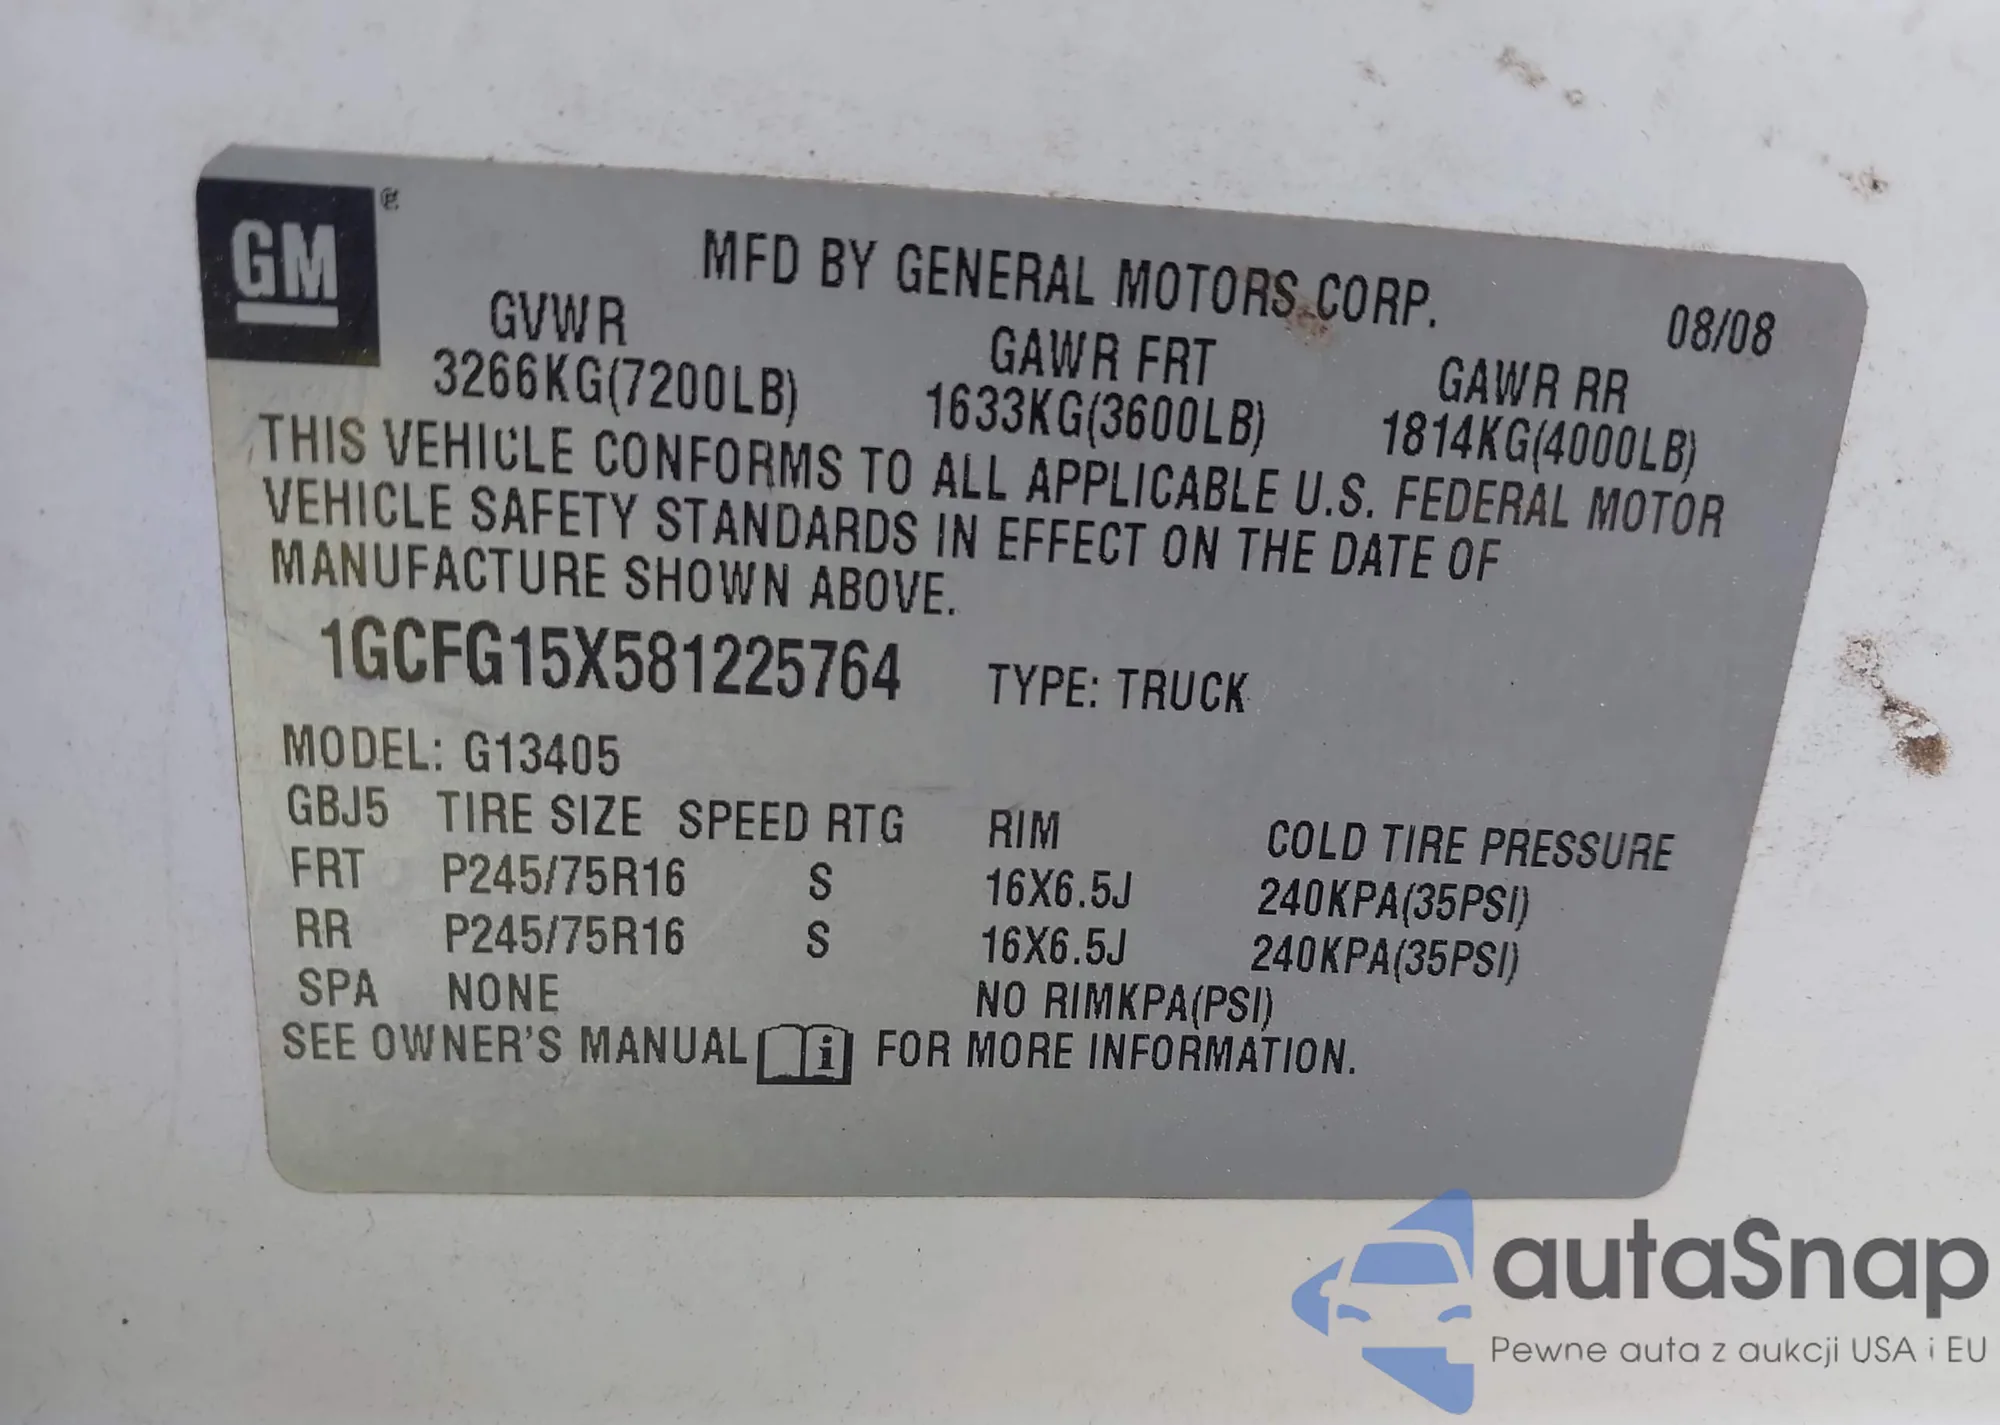 GM
MFD BY GENERAL MOTORS CORP. 08/08
GVWR GAWR FRT GAWR RR
3266KG(7200LB) 1633KG(3600LB) 1814KG(4000LB)
THIS VEHICLE CONFORMS TO ALL APPLICABLE U.S. FEDERAL MOTOR
VEHICLE SAFETY STANDARDS IN EFFECT ON THE DATE OF
MANUFACTURE SHOWN ABOVE.
1GCFG15X581225764 TYPE: TRUCK
MODEL: G13405
GBJ5 TIRE SIZE SPEED RTG RIM COLD TIRE PRESSURE
FRT P245/75R16 S 16X6.5J 240KPA(35PSI)
RR P245/75R16 S 16X6.5J 240KPA(35PSI)
SPA NONE NO RIMKPA(PSI)
SEE OWNER'S MANUAL i FOR MORE INFORMATION.
autaSnap
Pewne auta z aukcji USA i EU